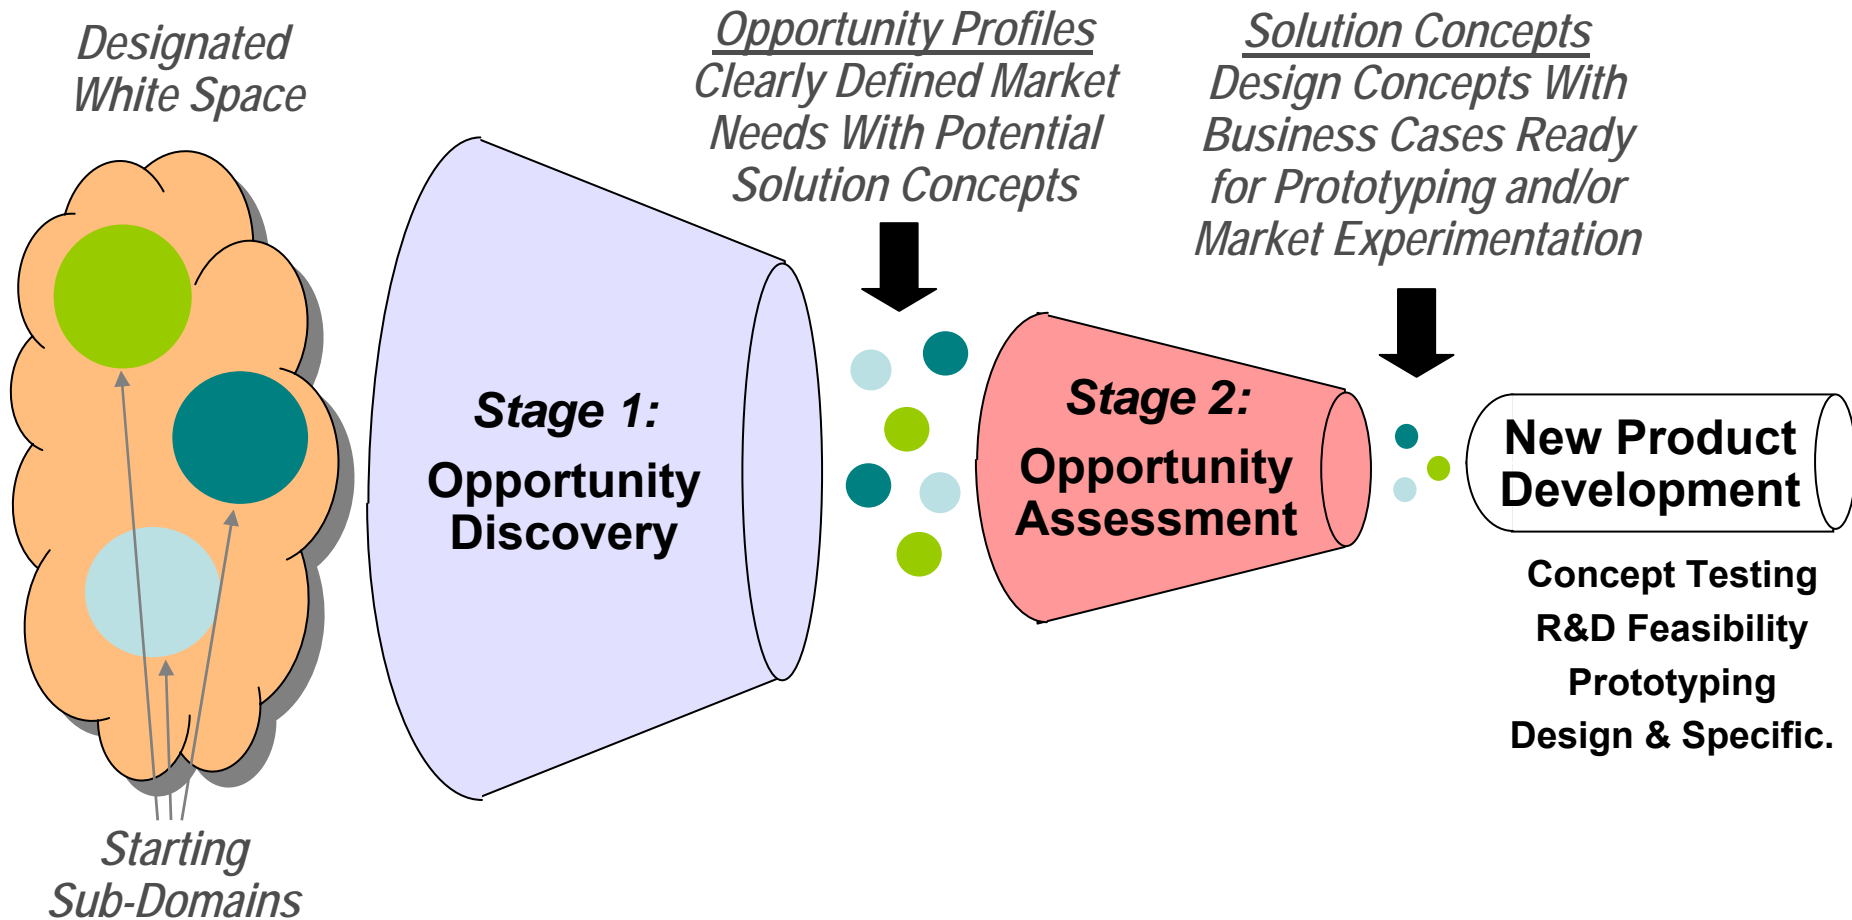 Designated
White Space
Opportunity Profiles
Clearly Defined Market
Needs With Potential
Solution Concepts
Solution Concepts
Design Concepts With
Business Cases Ready
for Prototyping and/or
Market Experimentation
Stage 1:
Opportunity
Discovery
Stage 2:
Opportunity
Assessment
New Product
Development
Concept Testing
R&D Feasibility
Prototyping
Design & Specific.
Starting
Sub-Domains